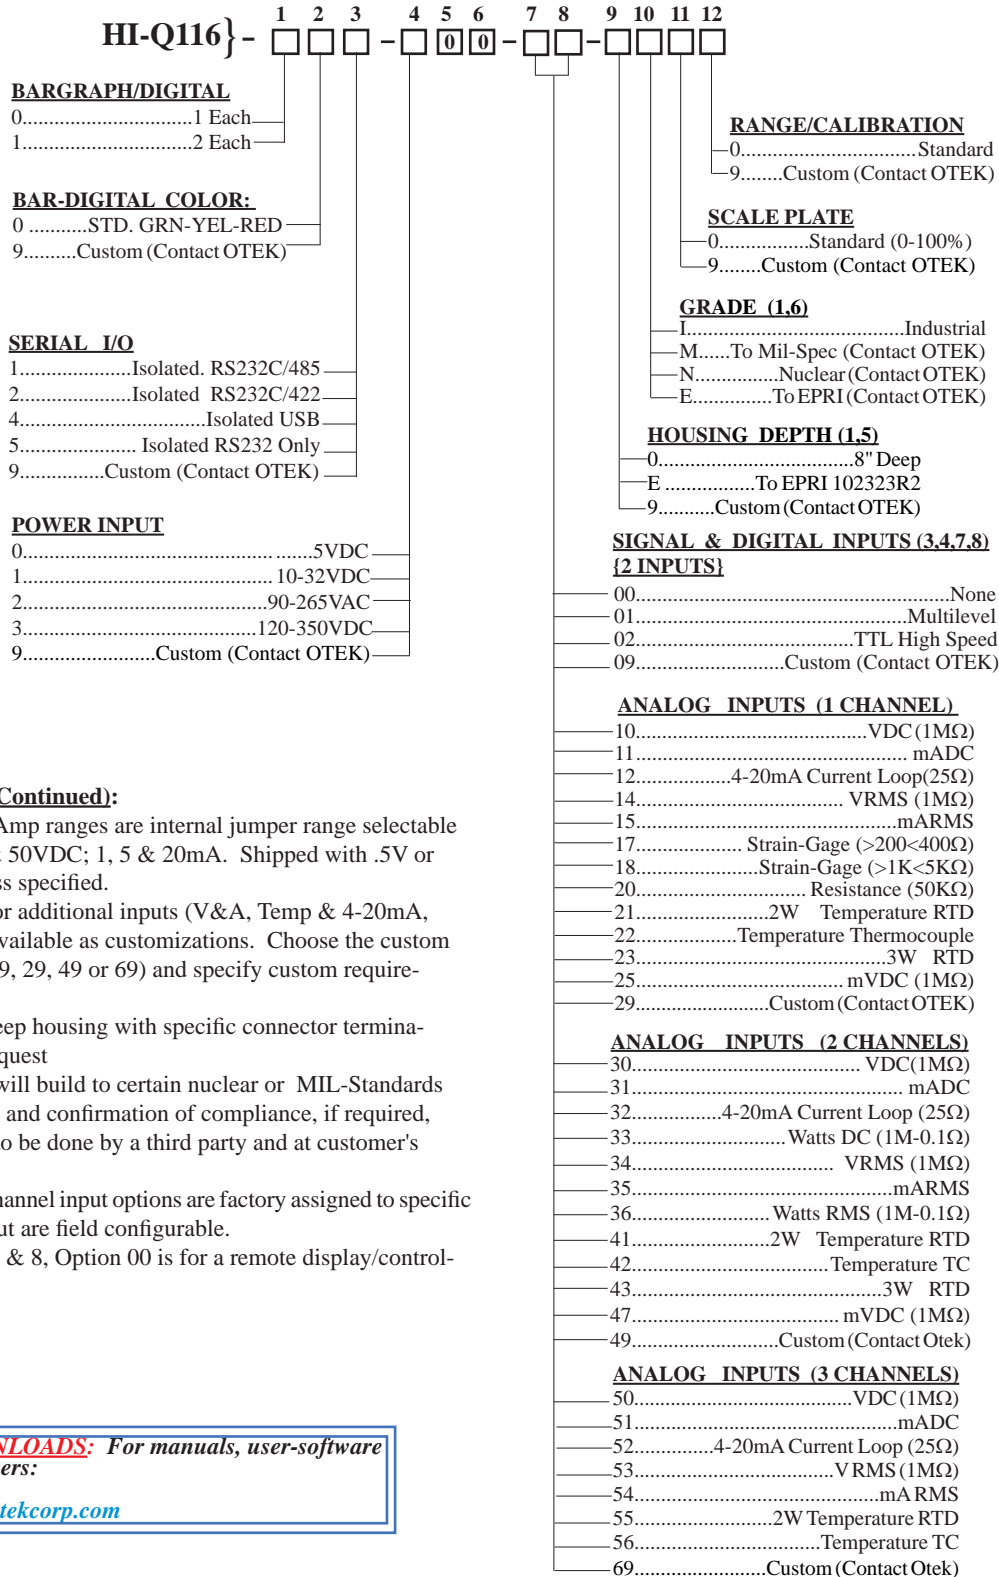 1 2 3 4 5 6 7 8 9 10 11 12
HI-Q116} - – 0 0 – –
BARGRAPH/DIGITAL
0...............................1 Each
1...............................2 Each
BAR-DIGITAL COLOR:
0 ...........STD. GRN-YEL-RED
9..........Custom (Contact OTEK)
SERIAL I/O
1....................Isolated. RS232C/485
2....................Isolated RS232C/422
4..................................Isolated USB
5..................... Isolated RS232 Only
9...............Custom (Contact OTEK)
POWER INPUT
0.............................................. .......5VDC
1.............................................. 10-32VDC
2.............................................90-265VAC
3...........................................120-350VDC
9........................Custom (Contact OTEK)
Continued):
Amp ranges are internal jumper range selectable
50VDC; 1, 5 & 20mA. Shipped with .5V or
ss specified.
or additional inputs (V&A, Temp & 4-20mA,
vailable as customizations. Choose the custom
9, 29, 49 or 69) and specify custom require-
eep housing with specific connector termina-
quest
will build to certain nuclear or MIL-Standards
and confirmation of compliance, if required,
to be done by a third party and at customer's
hannel input options are factory assigned to specific
ut are field configurable.
& 8, Option 00 is for a remote display/control-
NLOADS: For manuals, user-software
ers:
tekcorp.com
RANGE/CALIBRATION
0................................Standard
9........Custom (Contact OTEK)
SCALE PLATE
0................Standard (0-100%)
9........Custom (Contact OTEK)
GRADE (1,6)
I........................................Industrial
M......To Mil-Spec (Contact OTEK)
N...............Nuclear (Contact OTEK)
E...............To EPRI (Contact OTEK)
HOUSING DEPTH (1,5)
0....................................8" Deep
E ................To EPRI 102323R2
9...........Custom (Contact OTEK)
SIGNAL & DIGITAL INPUTS (3,4,7,8)
{2 INPUTS}
00.........................................................None
01.................................................Multilevel
02.......................................TTL High Speed
09...........................Custom (Contact OTEK)
ANALOG INPUTS (1 CHANNEL)
10..........................................VDC (1MΩ)
11................................................. mADC
12.................4-20mA Current Loop(25Ω)
14...................................... VRMS (1MΩ)
15...............................................mARMS
17................... Strain-Gage (>200<400Ω)
18......................Strain-Gage (>1K<5KΩ)
20............................... Resistance (50KΩ)
21........................2W Temperature RTD
22..................Temperature Thermocouple
23..............................................3W RTD
25...................................... mVDC (1MΩ)
29........................Custom (Contact OTEK)
ANALOG INPUTS (2 CHANNELS)
30......................................... VDC(1MΩ)
31................................................. mADC
32...............4-20mA Current Loop (25Ω)
33...........................Watts DC (1M-0.1Ω)
34.................................... VRMS (1MΩ)
35...............................................mARMS
36........................ Watts RMS (1M-0.1Ω)
41.........................2W Temperature RTD
42....................................Temperature TC
43.............................................3W RTD
47..................................... mVDC (1MΩ)
49...........................Custom (Contact Otek)
ANALOG INPUTS (3 CHANNELS)
50........................................VDC (1MΩ)
51................................................mADC
52...............4-20mA Current Loop (25Ω)
53....................................VRMS (1MΩ)
54.............................................mARMS
55.........................2W Temperature RTD
56..................................Temperature TC
69........................Custom (Contact Otek)